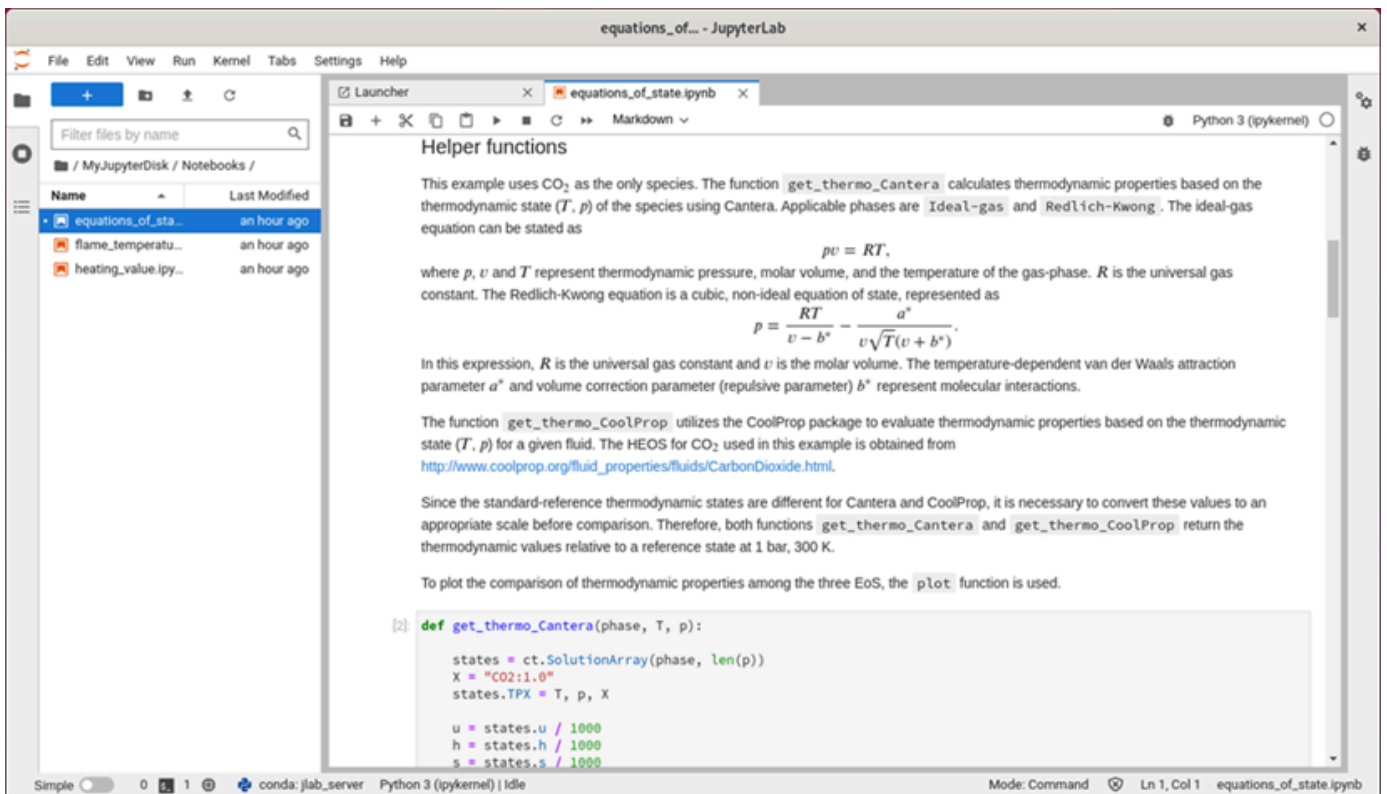 equations_of... - JupyterLab
File Edit View Run Kernel Tabs Settings Help
+
Filter files by name
/ MyJupyterDisk / Notebooks /
Name Last Modified
equations_of_sta... an hour ago
flame_temperatu... an hour ago
heating_value.ipy... an hour ago
Launcher
equations_of_state.ipynb
Markdown
Python 3 (ipykernel)
Helper functions
This example uses CO₂ as the only species. The function get_thermo_Cantera calculates thermodynamic properties based on the
thermodynamic state (T, p) of the species using Cantera. Applicable phases are Ideal-gas and Redlich-Kwong . The ideal-gas
equation can be stated as
pv = RT,
where p, v and T represent thermodynamic pressure, molar volume, and the temperature of the gas-phase. R is the universal gas
constant. The Redlich-Kwong equation is a cubic, non-ideal equation of state, represented as
p = RT / (v − b*) − a* / (v√T(v + b*)).
In this expression, R is the universal gas constant and v is the molar volume. The temperature-dependent van der Waals attraction
parameter a* and volume correction parameter (repulsive parameter) b* represent molecular interactions.
The function get_thermo_CoolProp utilizes the CoolProp package to evaluate thermodynamic properties based on the thermodynamic
state (T, p) for a given fluid. The HEOS for CO₂ used in this example is obtained from
http://www.coolprop.org/fluid_properties/fluids/CarbonDioxide.html.
Since the standard-reference thermodynamic states are different for Cantera and CoolProp, it is necessary to convert these values to an
appropriate scale before comparison. Therefore, both functions get_thermo_Cantera and get_thermo_CoolProp return the
thermodynamic values relative to a reference state at 1 bar, 300 K.
To plot the comparison of thermodynamic properties among the three EoS, the plot function is used.
[2]: def get_thermo_Cantera(phase, T, p):
states = ct.SolutionArray(phase, len(p))
X = "CO2:1.0"
states.TPX = T, p, X
u = states.u / 1000
h = states.h / 1000
s = states.s / 1000
Simple 0 1 conda: jlab_server Python 3 (ipykernel) | Idle Mode: Command Ln 1, Col 1 equations_of_state.ipynb